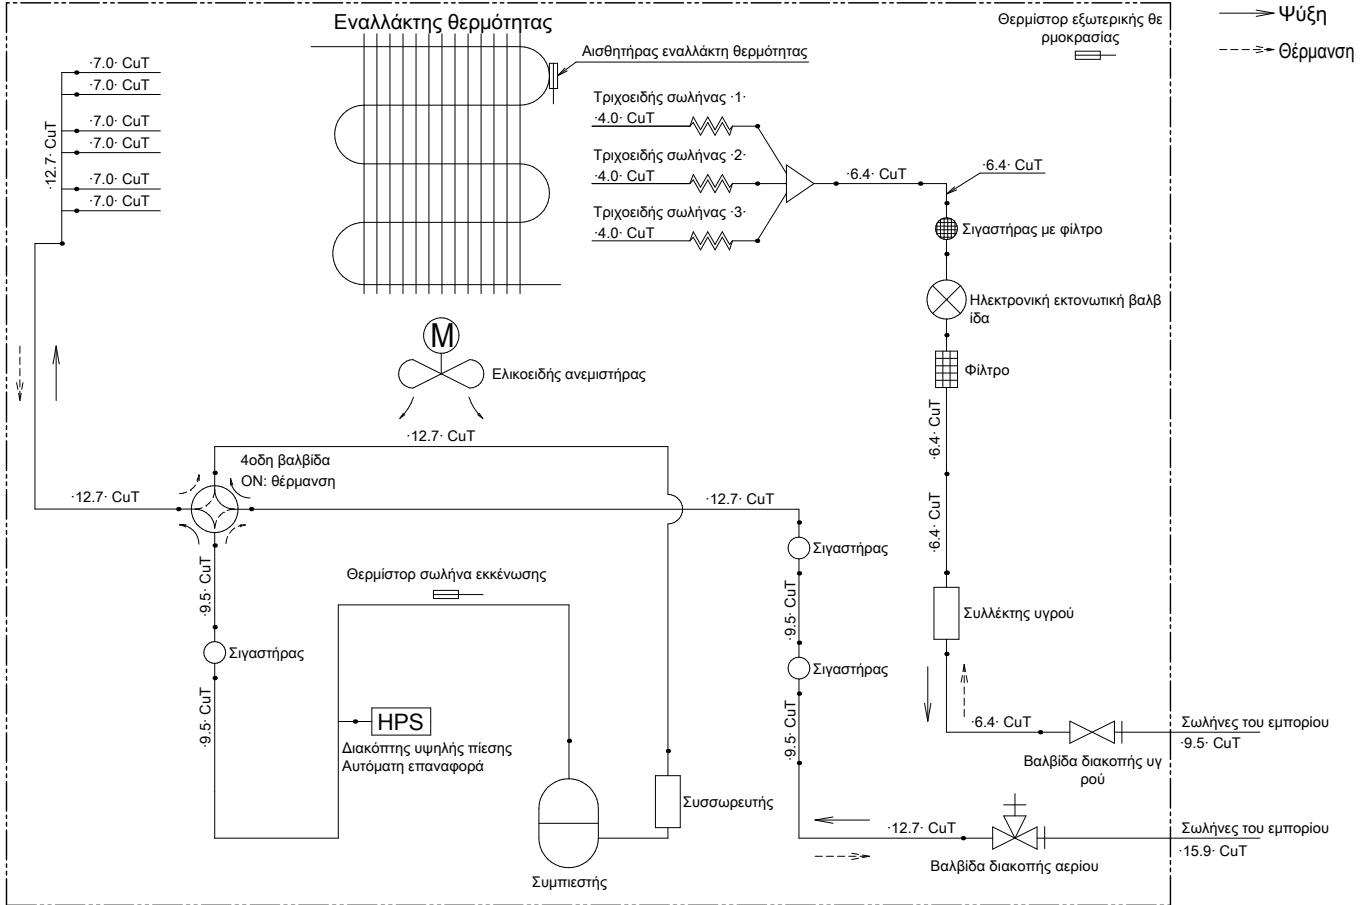 Εναλλάκτης θερμότητας
Θερμίστορ εξωτερικής θε
ρμοκρασίας
Ψύξη
Θέρμανση
Αισθητήρας εναλλάκτη θερμότητας
·7.0· CuT
·7.0· CuT
·7.0· CuT
·7.0· CuT
·7.0· CuT
·7.0· CuT
·12.7· CuT
Τριχοειδής σωλήνας ·1·
·4.0· CuT
Τριχοειδής σωλήνας ·2·
·4.0· CuT
Τριχοειδής σωλήνας ·3·
·4.0· CuT
·6.4· CuT
·6.4· CuT
Σιγαστήρας με φίλτρο
Ηλεκτρονική εκτονωτική βαλβ
ίδα
Φίλτρο
M
Ελικοειδής ανεμιστήρας
·12.7· CuT
·6.4· CuT
4οδη βαλβίδα
ON: θέρμανση
·12.7· CuT
·12.7· CuT
·6.4· CuT
Σιγαστήρας
·9.5· CuT
Θερμίστορ σωλήνα εκκένωσης
·9.5· CuT
Συλλέκτης υγρού
Σιγαστήρας
Σιγαστήρας
·9.5· CuT
HPS
Διακόπτης υψηλής πίεσης
Αυτόματη επαναφορά
·9.5· CuT
·6.4· CuT
Σωλήνες του εμπορίου
·9.5· CuT
Βαλβίδα διακοπής υγ
ρού
Συσσωρευτής
·12.7· CuT
Σωλήνες του εμπορίου
·15.9· CuT
Βαλβίδα διακοπής αερίου
Συμπιεστής